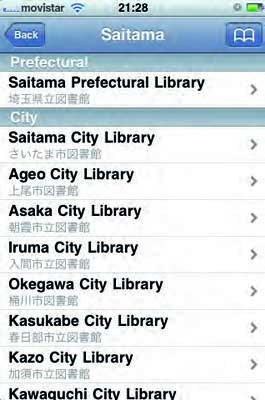 movistar 21:28
Back Saitama
Prefectural
Saitama Prefectural Library
埼玉県立図書館
City
Saitama City Library
さいたま市図書館
Ageo City Library
上尾市図書館
Asaka City Library
朝霞市立図書館
Iruma City Library
入間市立図書館
Okegawa City Library
桶川市図書館
Kasukabe City Library
春日部市立図書館
Kazo City Library
加須市立図書館
Kawaguchi City Library